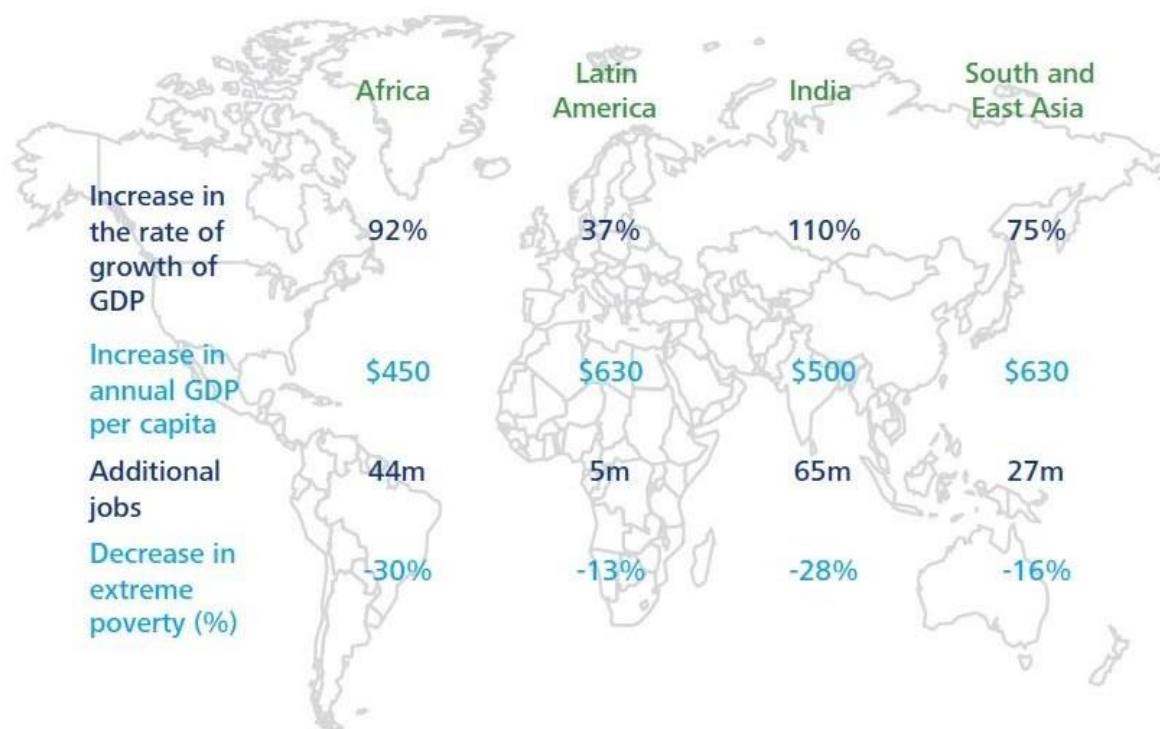 Africa
Latin
America
India
South and
East Asia
Increase in
the rate of
growth of
GDP
92%
37%
110%
75%
Increase in
annual GDP
per capita
$450
$630
$500
$630
Additional
jobs
44m
5m
65m
27m
Decrease in
extreme
poverty (%)
-30%
-13%
-28%
-16%